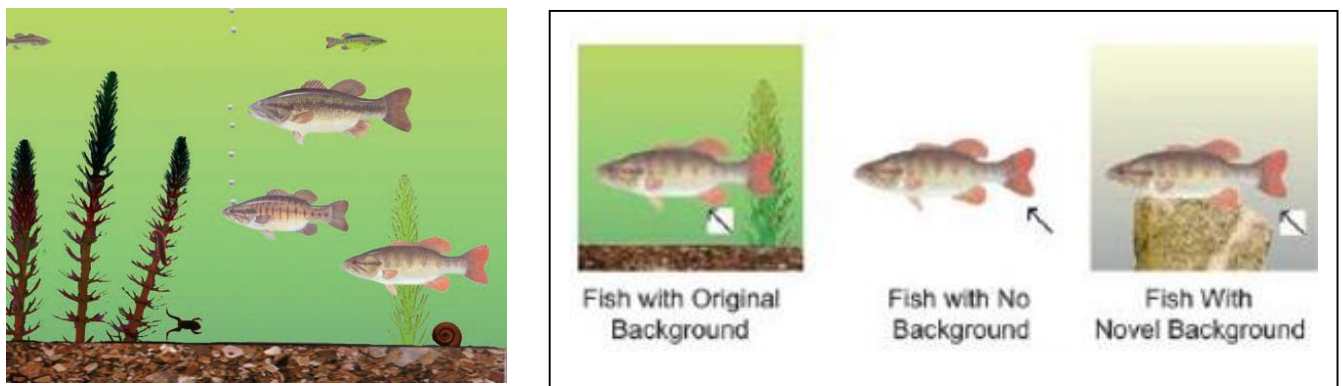 Fish with Original
Background
Fish with No
Background
Fish With
Novel Background